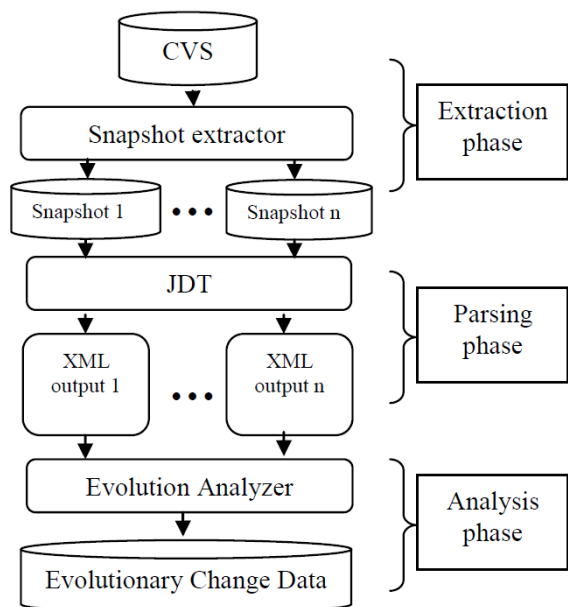 CVS
Snapshot extractor
Extraction
phase
Snapshot 1
• • •
Snapshot n
JDT
Parsing
phase
XML
output 1
• • •
XML
output n
Evolution Analyzer
Analysis
phase
Evolutionary Change Data